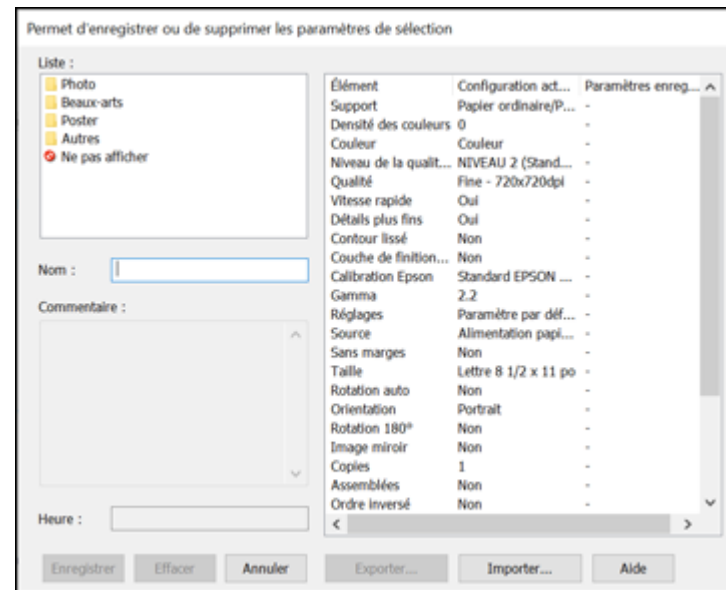 Permet d'enregistrer ou de supprimer les paramètres de sélection
Liste :
Photo
Beaux-arts
Poster
Autres
Ne pas afficher
Nom :
Commentaire :
Heure :
Élément Configuration act... Paramètres enreg...
Support Papier ordinaire/P... -
Densité des couleurs 0 -
Couleur Couleur -
Niveau de la qualit... NIVEAU 2 (Stand... -
Qualité Fine - 720x720dpi -
Vitesse rapide Oui -
Détails plus fins Oui -
Contour lissé Non -
Couche de finition... Non -
Calibration Epson Standard EPSON .... -
Gamma 2.2 -
Réglages Paramètre par déf... -
Source Alimentation papi.... -
Sans marges Non -
Taille Lettre 8 1/2 x 11 po -
Rotation auto Non -
Orientation Portrait -
Rotation 180° Non -
Image miroir Non -
Copies 1 -
Assemblées Non -
Ordre inversé Non -
Enregistrer Effacer Annuler Exporter... Importer... Aide